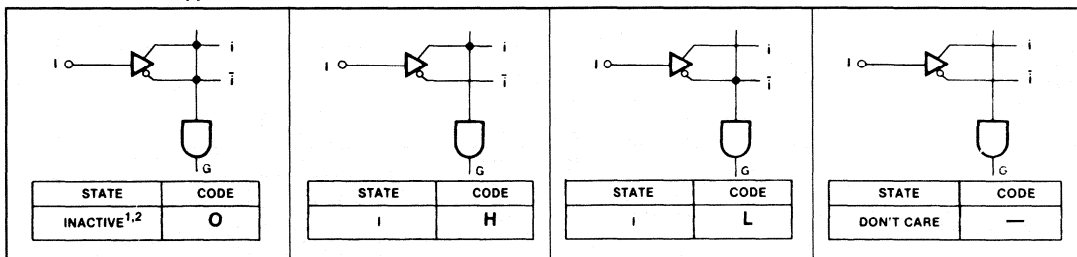 I i ī
G
STATE CODE
INACTIVE1,2 O
I i ī
G
STATE CODE
I H
I i ī
G
STATE CODE
I L
I i ī
G
STATE CODE
DON'T CARE —